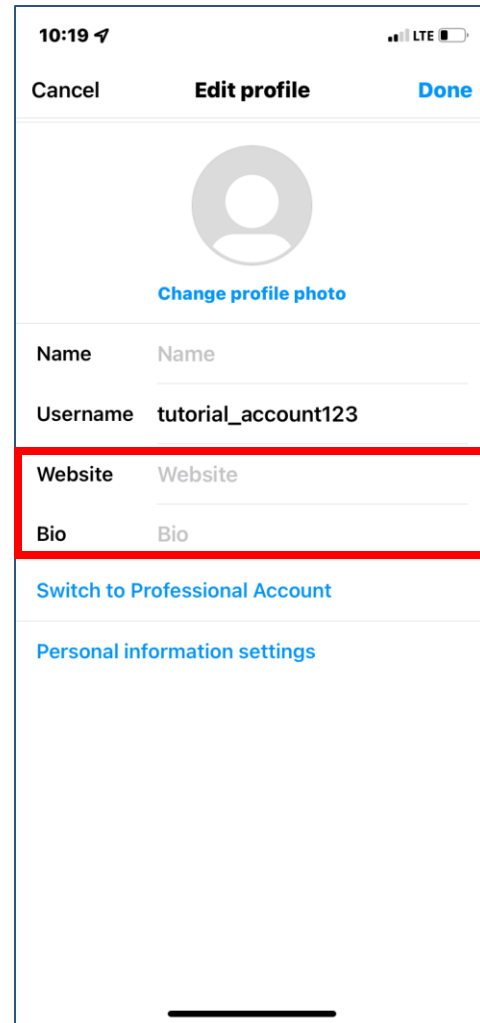 10:19 LTE
Cancel Edit profile Done
Change profile photo
Name Name
Username tutorial_account123
Website Website
Bio Bio
Switch to Professional Account
Personal information settings